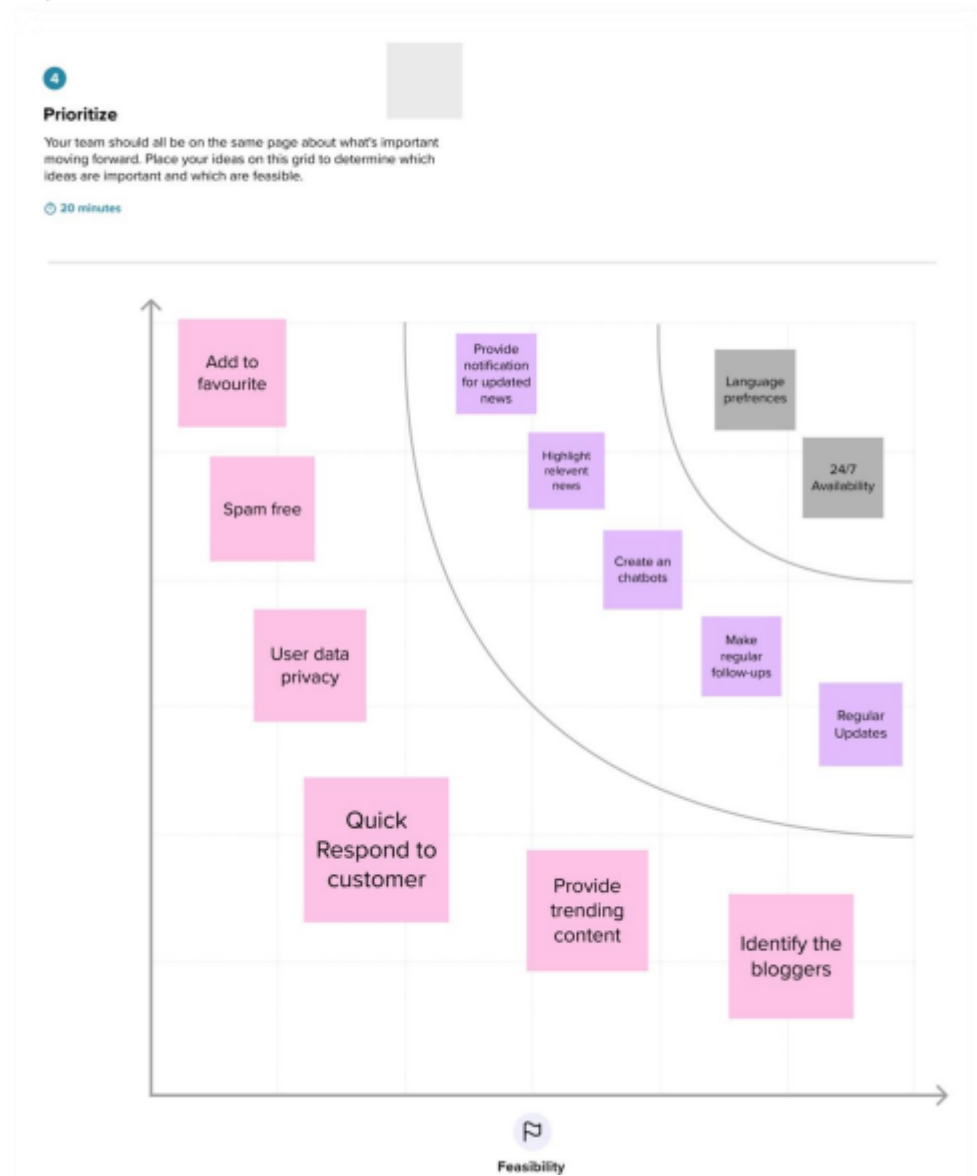 4
Prioritize
Your team should all be on the same page about what's important
moving forward. Place your ideas on this grid to determine which
ideas are important and which are feasible.
20 minutes
Add to
favourite
Provide
notification
for updated
news
Language
prefrences
Highlight
relevent
news
24/7
Availability
Spam free
Create an
chatbots
User data
privacy
Make
regular
follow-ups
Regular
Updates
Quick
Respond to
customer
Provide
trending
content
Identify the
bloggers
Feasibility